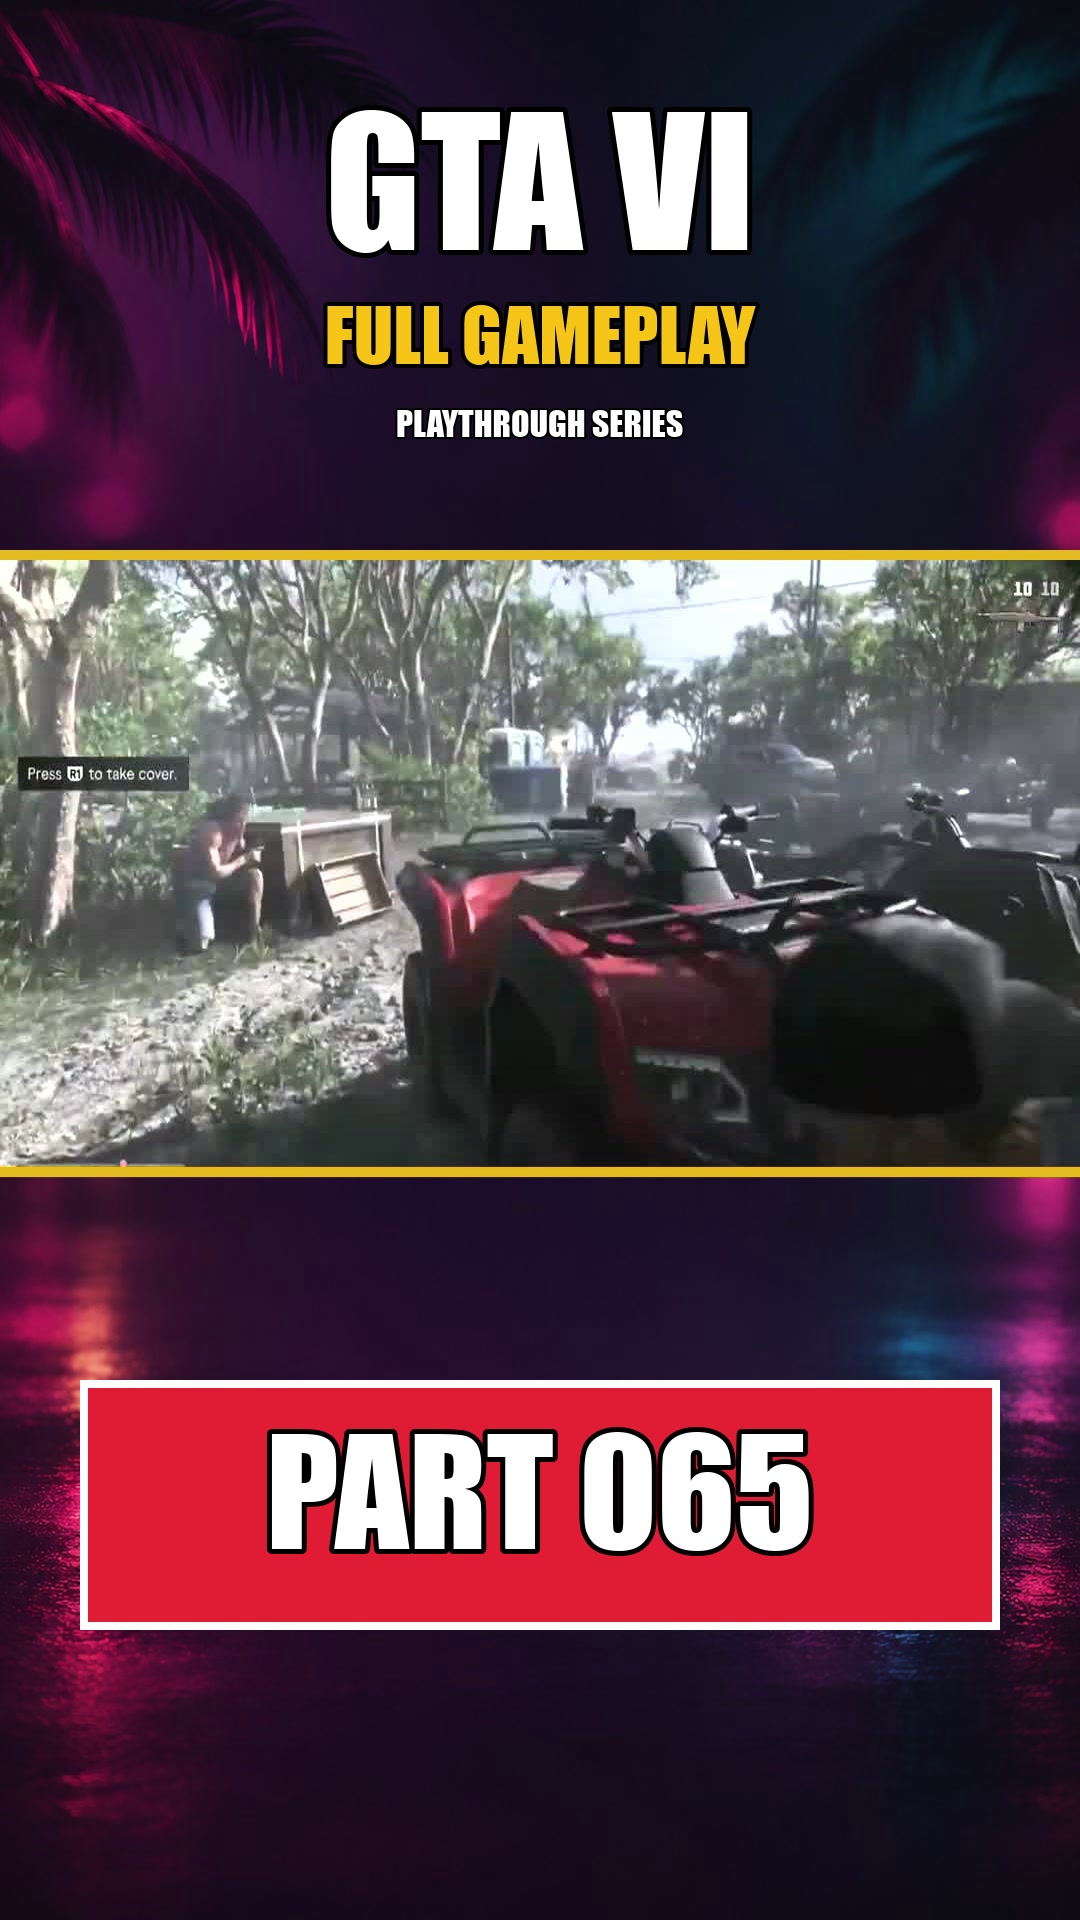 GTA VI
FULL GAMEPLAY
PLAYTHROUGH SERIES
10 10
Press R1 to take cover.
PART 065